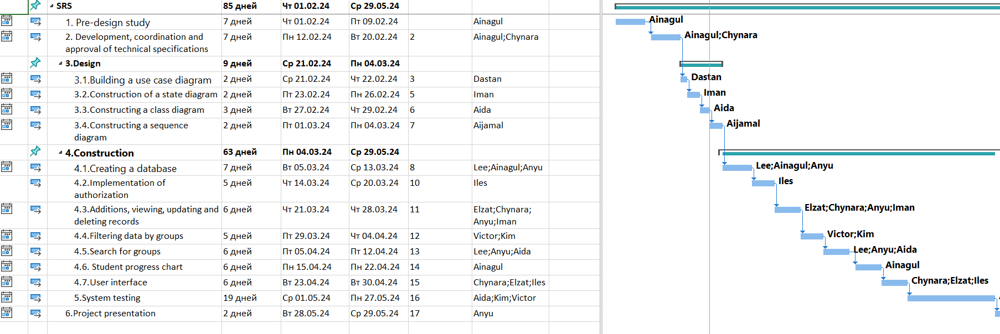 SRS 85 дней Чт 01.02.24 Ср 29.05.24
1. Pre-design study 7 дней Чт 01.02.24 Пт 09.02.24 Ainagul Ainagul
2. Development, coordination and 7 дней Пн 12.02.24 Вт 20.02.24 2 Ainagul;Chynara Ainagul;Chynara
approval of technical specifications
3.Design 9 дней Ср 21.02.24 Пн 04.03.24
3.1.Building a use case diagram 2 дней Ср 21.02.24 Чт 22.02.24 3 Dastan Dastan
3.2.Construction of a state diagram 2 дней Пт 23.02.24 Пн 26.02.24 5 Iman Iman
3.3.Constructing a class diagram 3 дней Вт 27.02.24 Чт 29.02.24 6 Aida Aida
3.4.Constructing a sequence 2 дней Пт 01.03.24 Пн 04.03.24 7 Aijamal Aijamal
diagram
4.Construction 63 дней Пн 04.03.24 Ср 29.05.24
4.1.Creating a database 7 дней Вт 05.03.24 Ср 13.03.24 8 Lee;Ainagul;Anyu Lee;Ainagul;Anyu
4.2.Implementation of 5 дней Чт 14.03.24 Ср 20.03.24 10 Iles Iles
authorization
4.3.Additions, viewing, updating and 6 дней Чт 21.03.24 Чт 28.03.24 11 Elzat;Chynara; Elzat;Chynara;Anyu;Iman
deleting records Anyu;Iman
4.4.Filtering data by groups 5 дней Пт 29.03.24 Чт 04.04.24 12 Victor;Kim Victor;Kim
4.5.Search for groups 6 дней Пт 05.04.24 Пт 12.04.24 13 Lee;Anyu;Aida Lee;Anyu;Aida
4.6. Student progress chart 6 дней Пн 15.04.24 Пн 22.04.24 14 Ainagul Ainagul
4.7.User interface 6 дней Вт 23.04.24 Вт 30.04.24 15 Chynara;Elzat;Iles Chynara;Elzat;Iles
5.System testing 19 дней Ср 01.05.24 Пн 27.05.24 16 Aida;Kim;Victor
6.Project presentation 2 дней Вт 28.05.24 Ср 29.05.24 17 Anyu